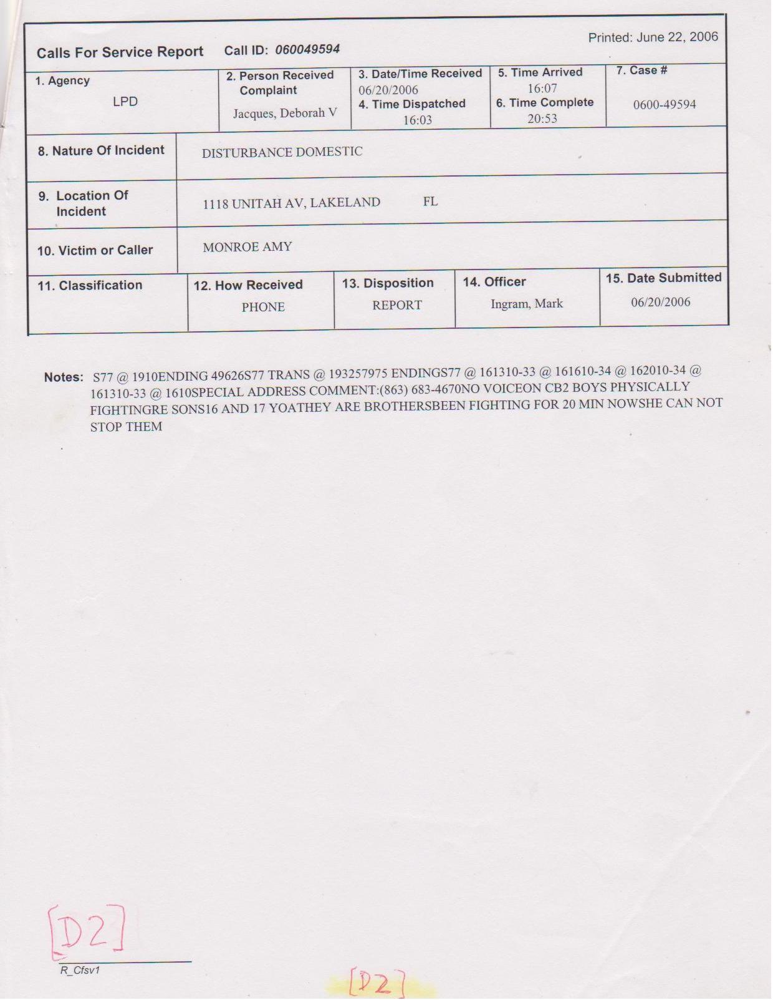 Printed: June 22, 2006
Calls For Service Report Call ID: 060049594
1. Agency
LPD
2. Person Received
Complaint
Jacques, Deborah V
3. Date/Time Received
06/20/2006
4. Time Dispatched
16:03
5. Time Arrived
16:07
6. Time Complete
20:53
7. Case #
0600-49594
8. Nature Of Incident
DISTURBANCE DOMESTIC
9. Location Of
Incident
1118 UNITAH AV, LAKELAND FL
10. Victim or Caller
MONROE AMY
11. Classification
12. How Received
PHONE
13. Disposition
REPORT
14. Officer
Ingram, Mark
15. Date Submitted
06/20/2006
Notes: S77 @ 1910ENDING 49626S77 TRANS @ 193257975 ENDINGS77 @ 161310-33 @ 161610-34 @ 162010-34 @
161310-33 @ 1610SPECIAL ADDRESS COMMENT:(863) 683-4670NO VOICEON CB2 BOYS PHYSICALLY
FIGHTINGRE SONS16 AND 17 YOATHEY ARE BROTHERSBEEN FIGHTING FOR 20 MIN NOWSHE CAN NOT
STOP THEM
[D2]
R_Cfsv1
[D2]